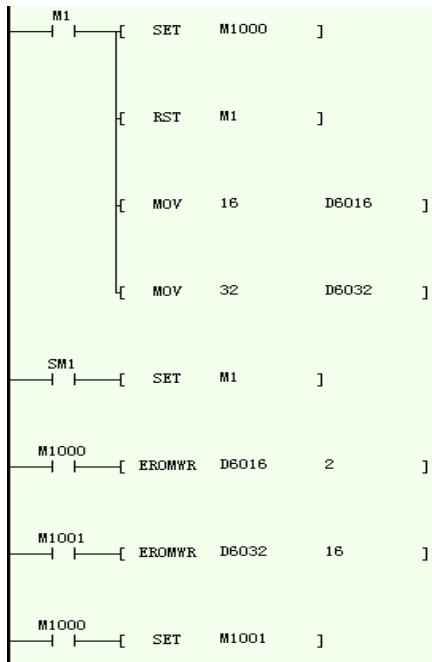 M1
[ SET M1000 ]
[ RST M1 ]
[ MOV 16 D6016 ]
[ MOV 32 D6032 ]
SM1
[ SET M1 ]
M1000
[ EROMWR D6016 2 ]
M1001
[ EROMWR D6032 16 ]
M1000
[ SET M1001 ]